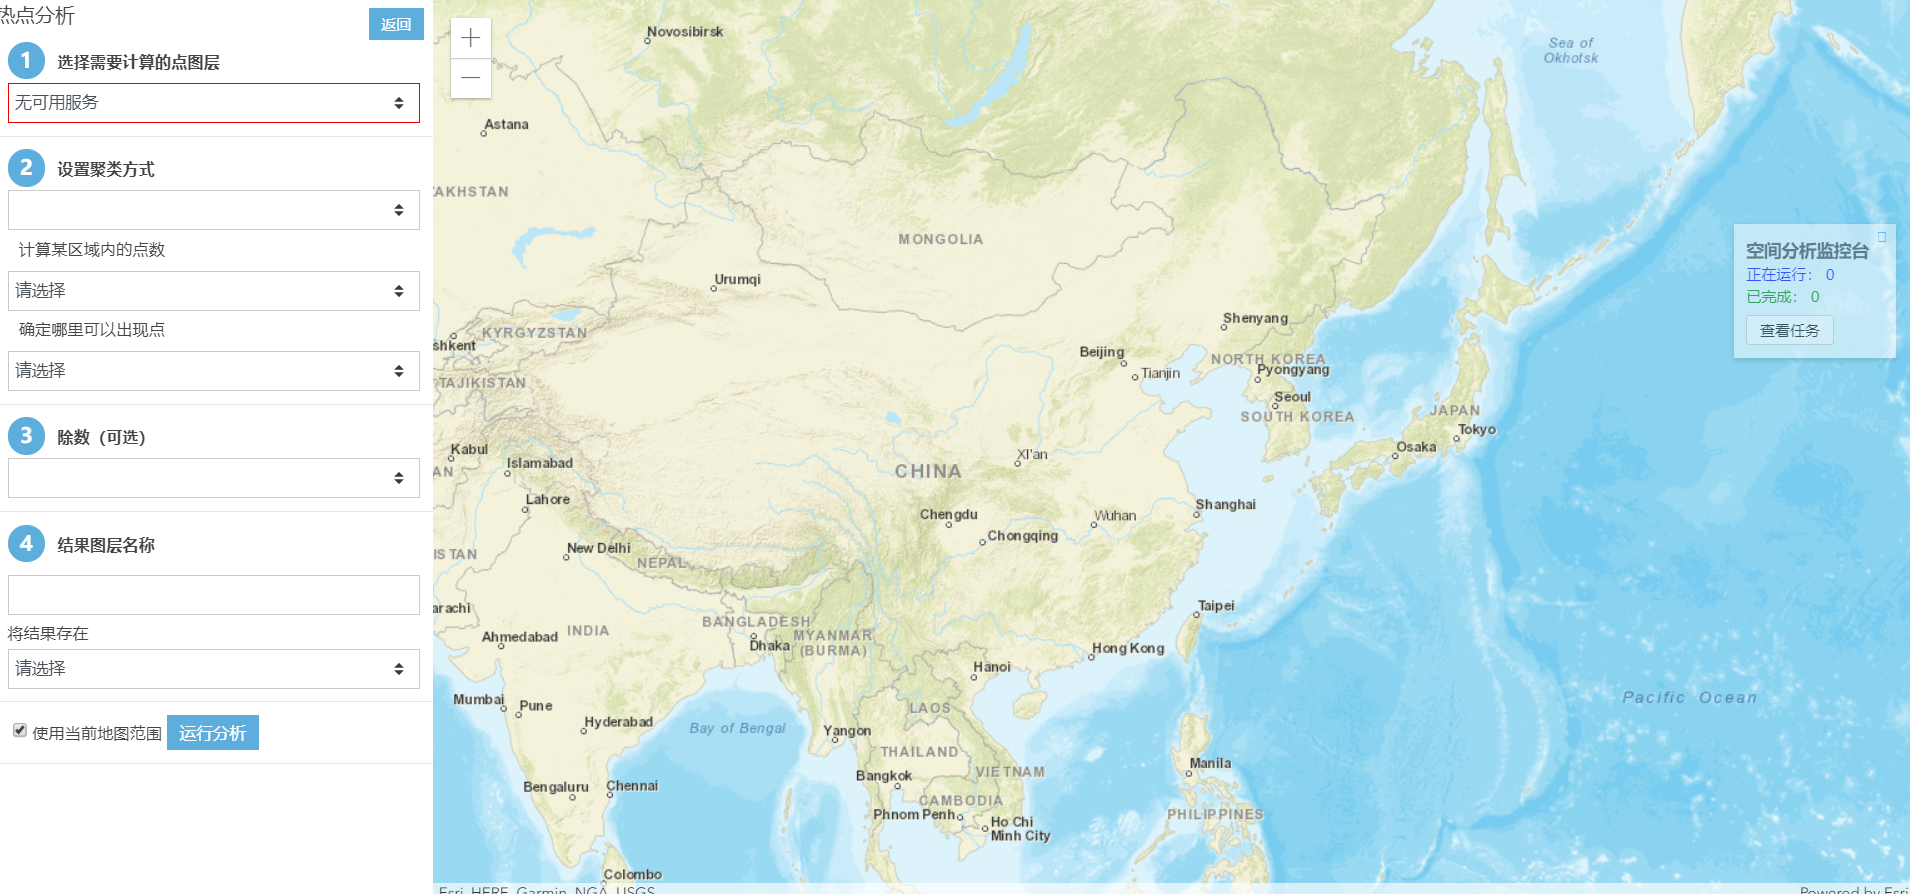 热点分析
返回
1 选择需要计算的点图层
无可用服务
2 设置聚类方式
计算某区域内的点数
请选择
确定哪里可以出现点
请选择
3 除数（可选）
4 结果图层名称
将结果存在
请选择
使用当前地图范围 运行分析
Novosibirsk
Sea of
Okhotsk
Astana
AKHSTAN
MONGOLIA
空间分析监控台
正在运行： 0
已完成： 0
查看任务
Urumqi
KYRGYZSTAN
shkent
TAJIKISTAN
Shenyang
Beijing
Tianjin
NORTH KOREA
Pyongyang
Seoul
SOUTH KOREA
JAPAN
Tokyo
Osaka
Kabul
AN
Islamabad
Lahore
CHINA
XI'an
Chengdu
Chongqing
Wuhan
Shanghai
ISTAN
New Delhi
NEPAL
arachi
Ahmedabad
INDIA
BANGLADESH
Dhaka
MYANMAR
(BURMA)
Taipei
Hong Kong
Hanoi
Mumbai
Pune
Hyderabad
Bay of Bengal
Yangon
LAOS
THAILAND
VIETNAM
Pacific Ocean
Bangkok
CAMBODIA
Phnom Penh
Ho Chi
Minh City
Manila
PHILIPPINES
Bengaluru
Chennai
Colombo
Esri, HERE, Garmin, NGA, USGS
Powered by Esri